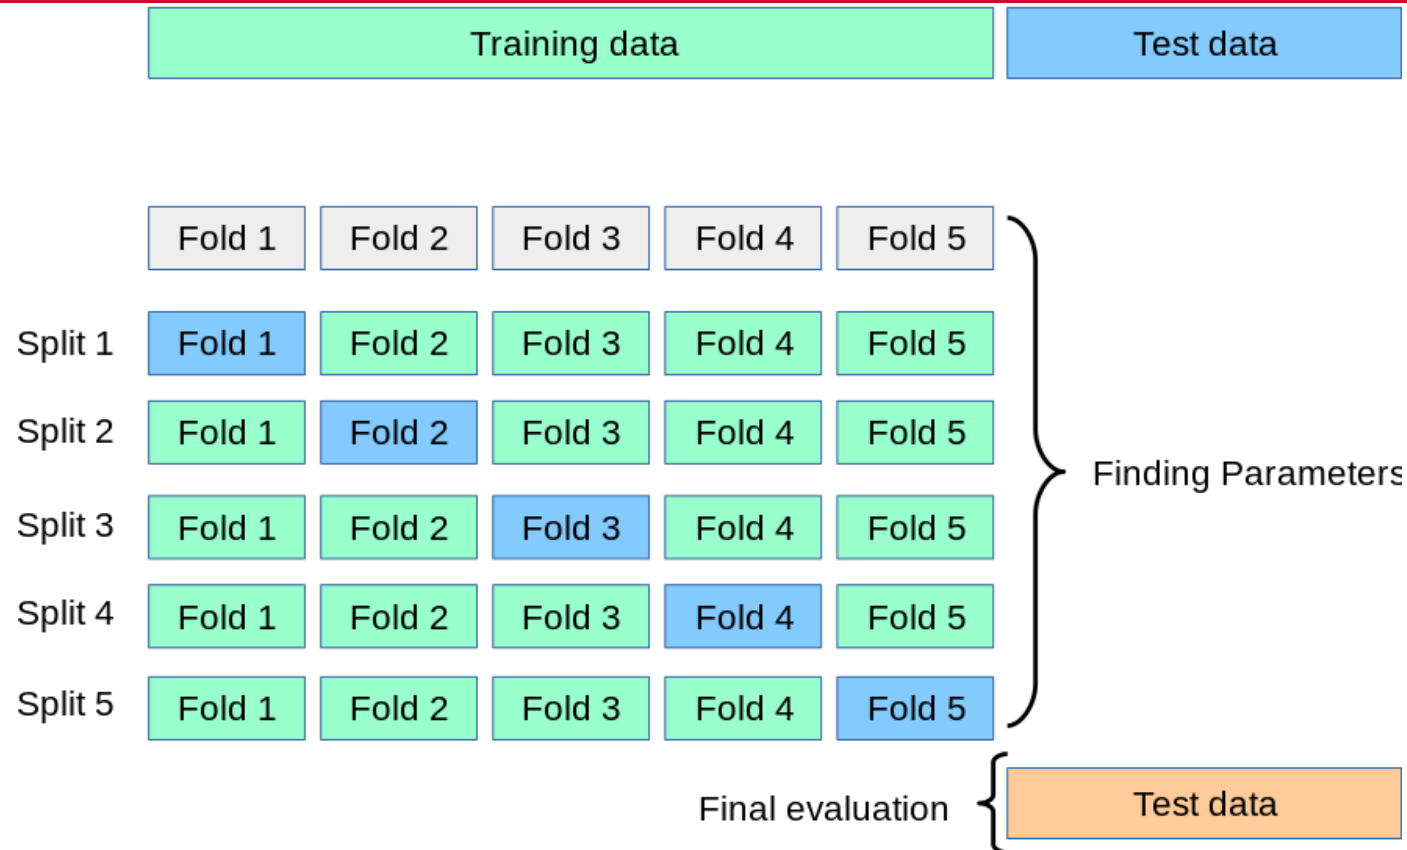 Training data Test data
Fold 1 Fold 2 Fold 3 Fold 4 Fold 5
Split 1 Fold 1 Fold 2 Fold 3 Fold 4 Fold 5
Split 2 Fold 1 Fold 2 Fold 3 Fold 4 Fold 5
Finding Parameters
Split 3 Fold 1 Fold 2 Fold 3 Fold 4 Fold 5
Split 4 Fold 1 Fold 2 Fold 3 Fold 4 Fold 5
Split 5 Fold 1 Fold 2 Fold 3 Fold 4 Fold 5
Final evaluation Test data